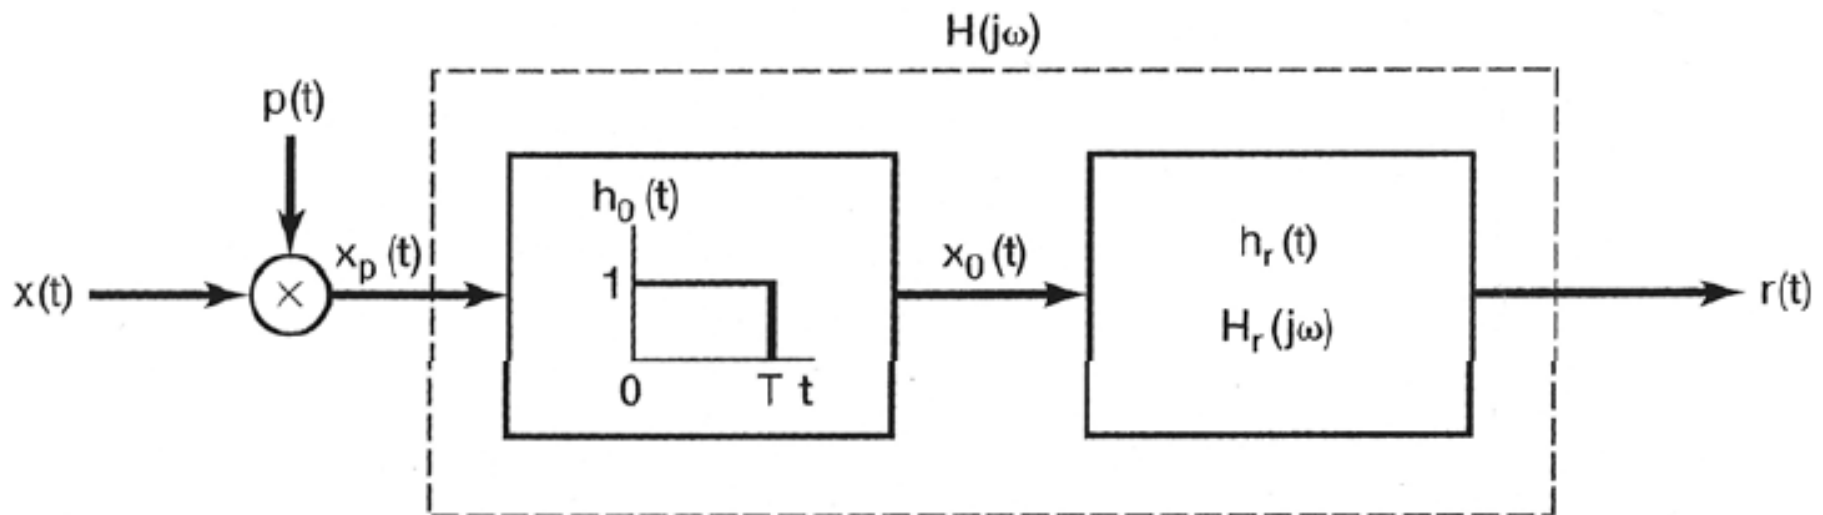 H(jω)
p(t)
x(t)
×
xₚ(t)
h₀(t)
1
0
T t
x₀(t)
hᵣ(t)
Hᵣ(jω)
r(t)